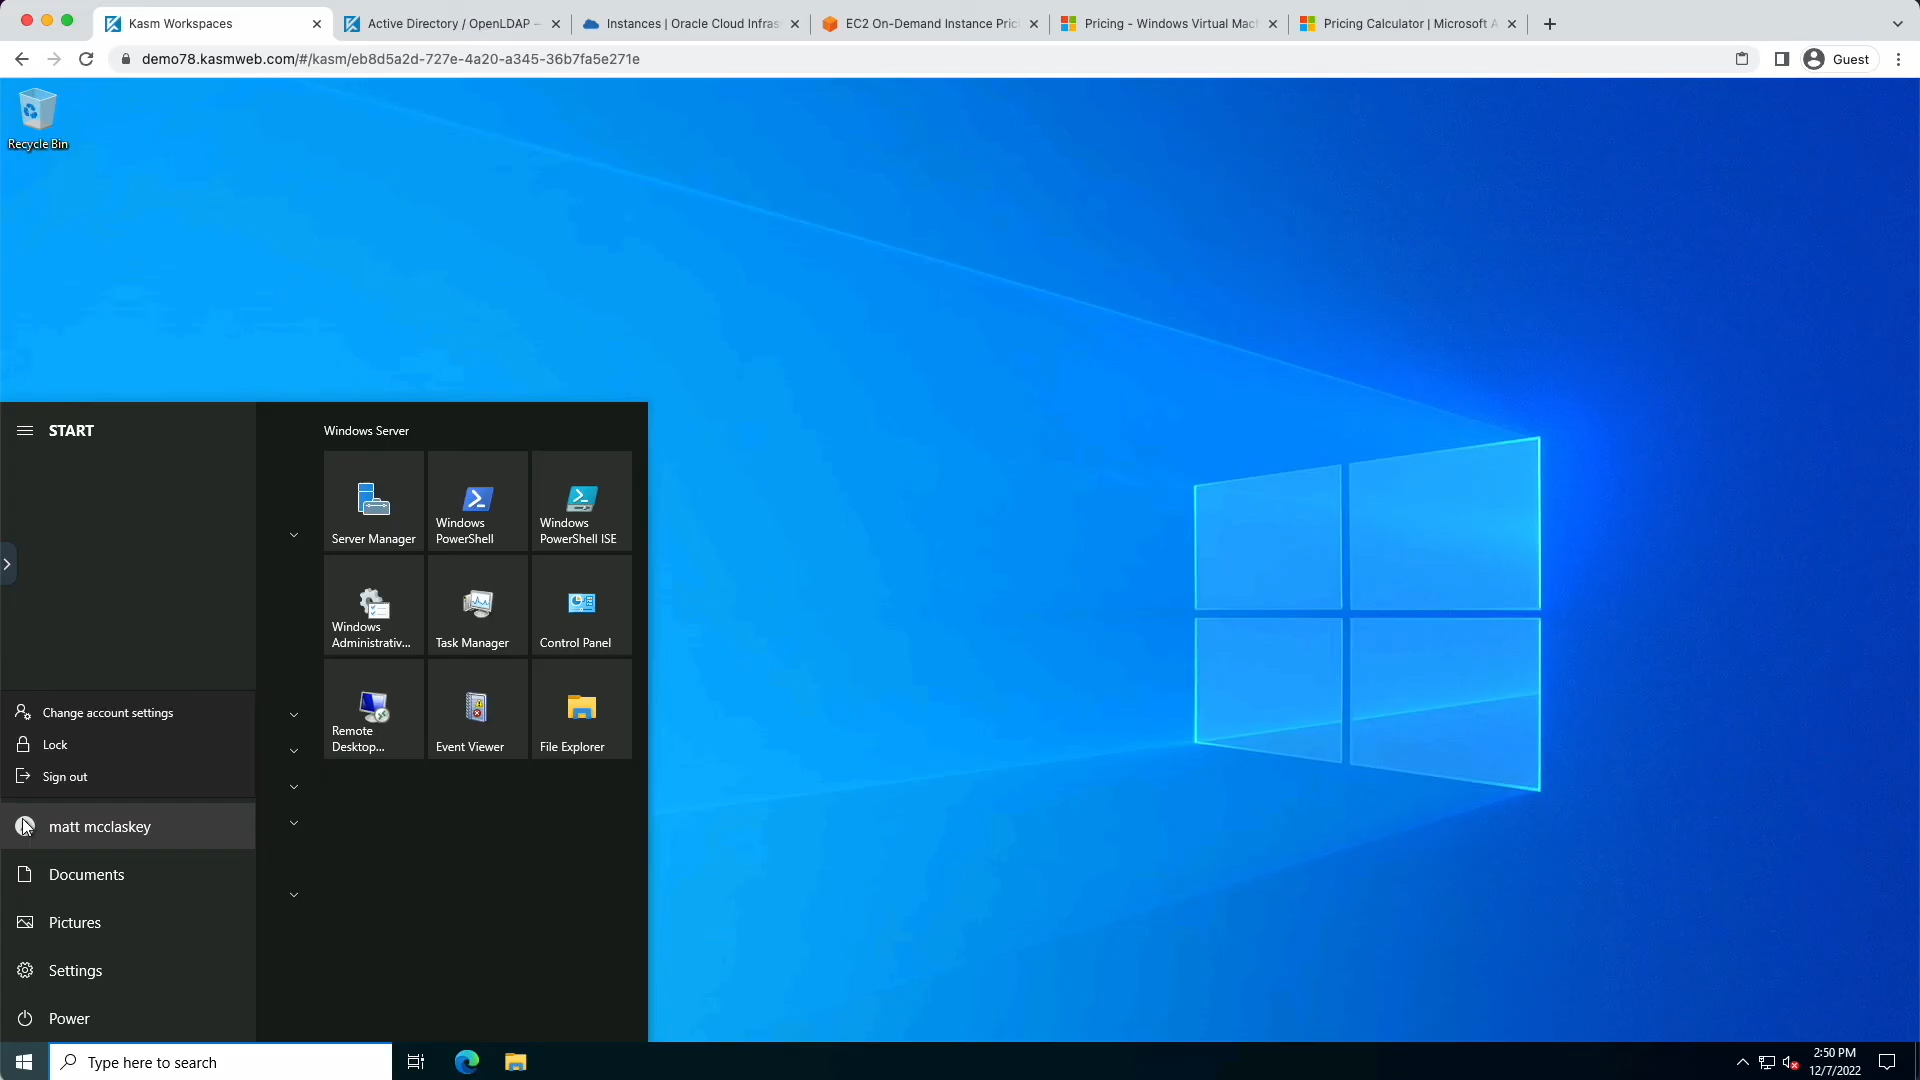 Kasm Workspaces
Active Directory / OpenLDAP –
Instances | Oracle Cloud Infras
EC2 On-Demand Instance Pric
Pricing - Windows Virtual Mac
Pricing Calculator | Microsoft A
demo78.kasmweb.com/#/kasm/eb8d5a2d-727e-4a20-a345-36b7fa5e271e
Guest
Recycle Bin
START
Windows Server
Server Manager
Windows
PowerShell
Windows
PowerShell ISE
Windows
Administrativ...
Task Manager
Control Panel
Remote
Desktop...
Event Viewer
File Explorer
Change account settings
Lock
Sign out
matt mcclaskey
Documents
Pictures
Settings
Power
Type here to search
2:50 PM
12/7/2022